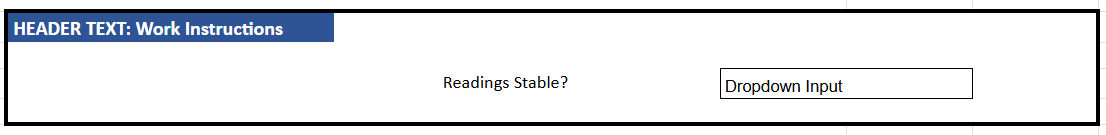 HEADER TEXT: Work Instructions
Readings Stable?
Dropdown Input